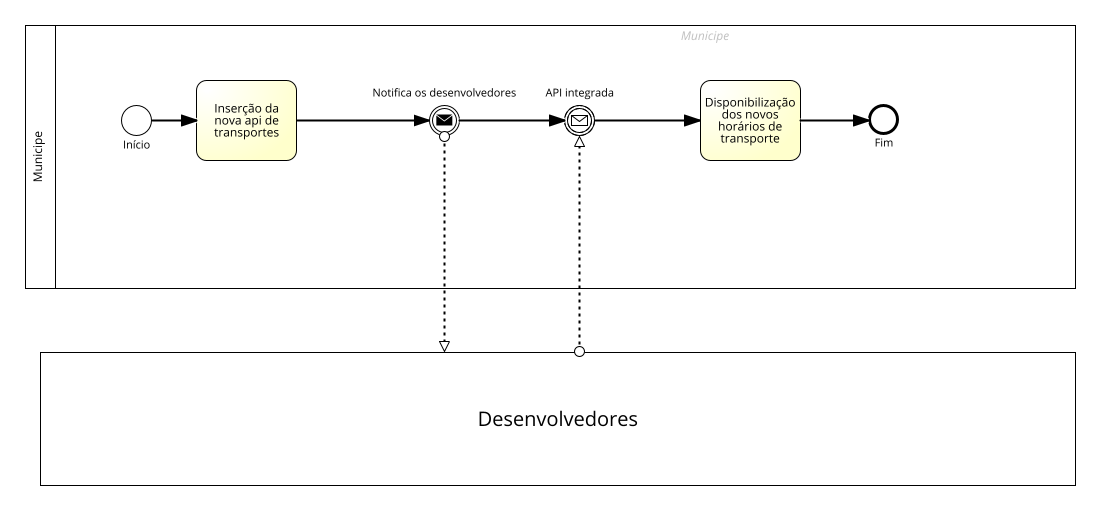 Municipe
Municipe
Notifica os desenvolvedores
API integrada
Inserção da
nova api de
transportes
Disponibilização
dos novos
horários de
transporte
Início
Fim
Desenvolvedores